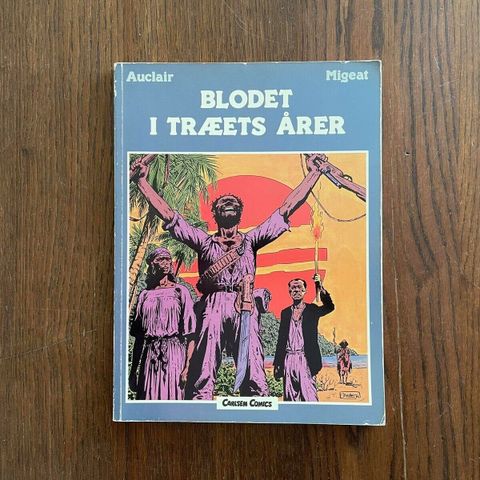 Auclair Migeat
BLODET
I TRÆETS ÅRER
CARLSEN COMICS